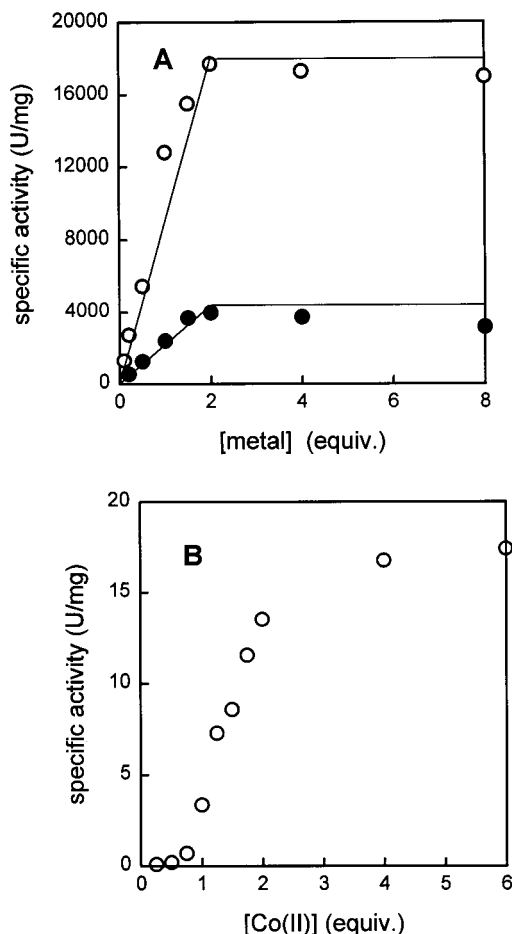 A
specific activity (U/mg)
20000
16000
12000
8000
4000
0
0 2 4 6 8
[metal] (equiv.)
B
specific activity (U/mg)
20
15
10
5
0
0 1 2 3 4 5 6
[Co(II)] (equiv.)